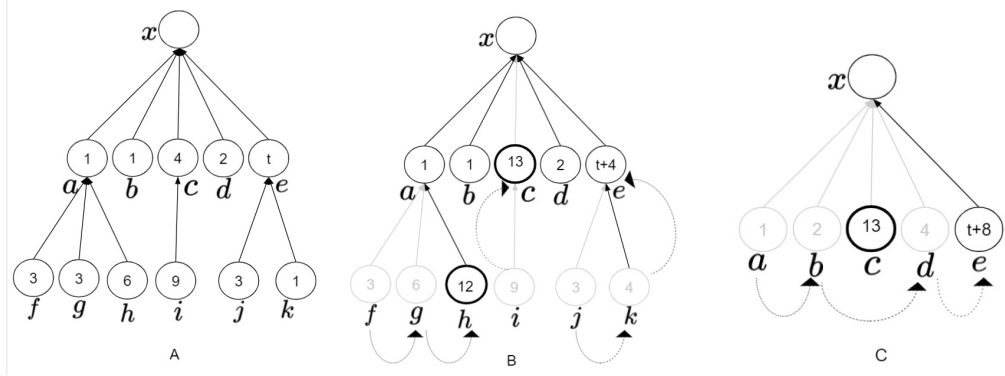 x
1 1 4 2 t
a b c d e
3 3 6 9 3 1
f g h i j k
A
x
1 1 13 2 t+4
a b c d e
3 6 12 9 3 4
f g h i j k
B
x
1 2 13 4 t+8
a b c d e
C